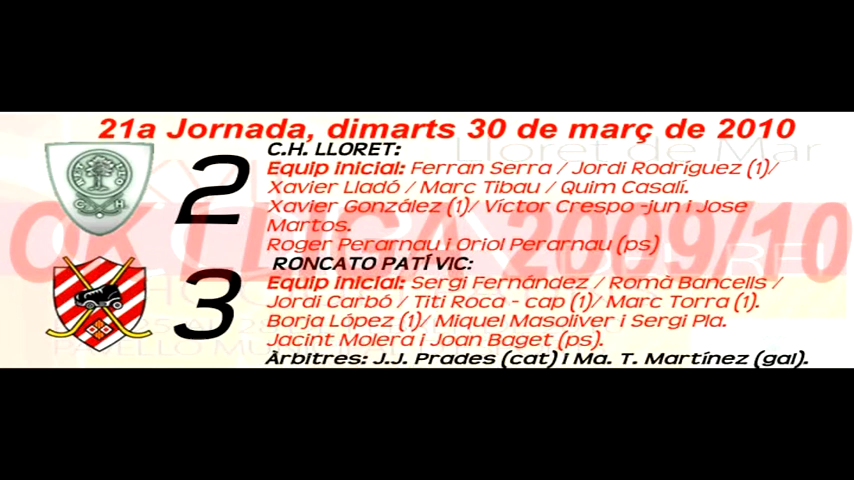 21a Jornada, dimarts 30 de març de 2010
Lloret de Mar
C.H. LLORET:
2
Equip inicial: Ferran Serra / Jordi Rodríguez (1)/
Xavier Lladó / Marc Tibau / Quim Casalí.
Xavier González (1)/ Víctor Crespo -jun i Jose
Martos.
Roger Perarnau i Oriol Perarnau (ps)
OK LLIGA 2009/10
RONCATO PATÍ VIC:
3
Equip inicial: Sergi Fernández / Romà Bancells /
Jordi Carbó / Titi Roca - cap (1)/ Marc Torra (1).
Borja López (1)/ Miquel Masoliver i Sergi Pla.
Jacint Molera i Joan Baget (ps).
Àrbitres: J.J. Prades (cat) i Ma. T. Martínez (gal).